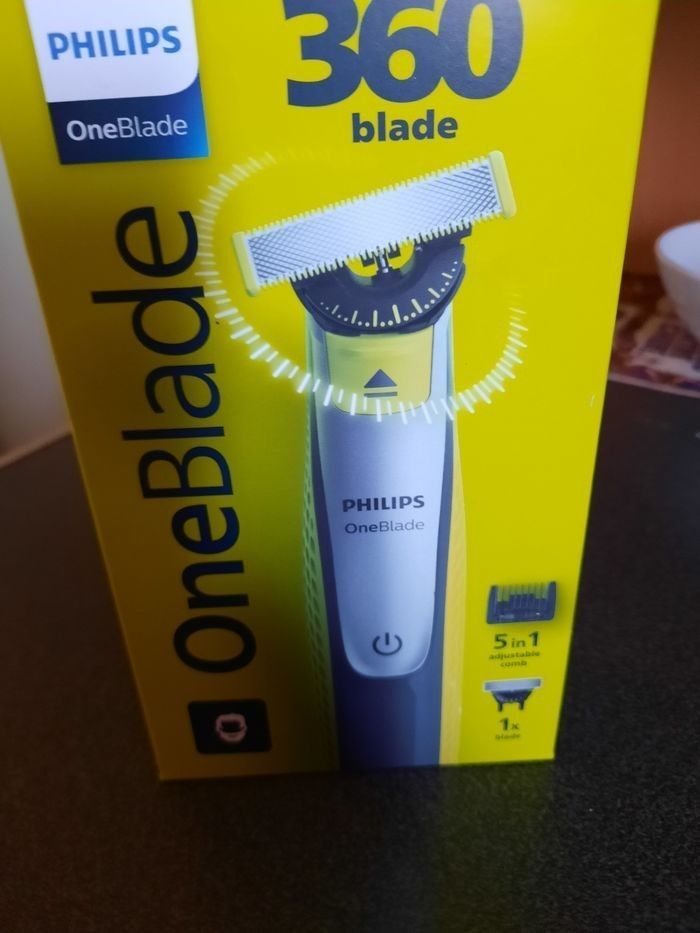 PHILIPS
OneBlade
360
blade
OneBlade
PHILIPS
OneBlade
5 in 1
adjustable
comb
1x
blade